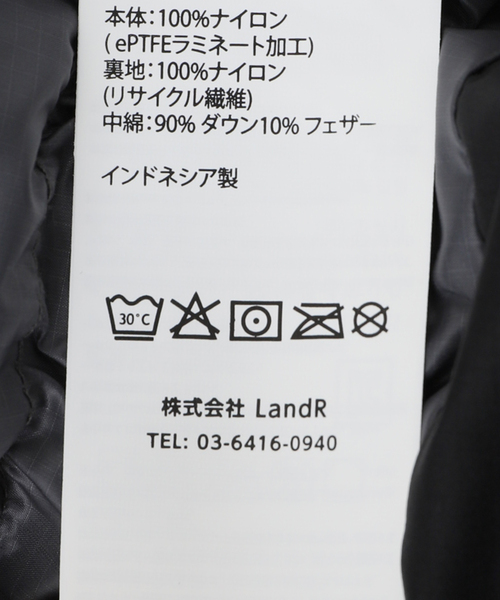 本体：100%ナイロン
( ePTFEラミネート加工)
裏地：100%ナイロン
(リサイクル繊維)
中綿：90% ダウン10% フェザー
インドネシア製
30°C
株式会社 LandR
TEL: 03-6416-0940